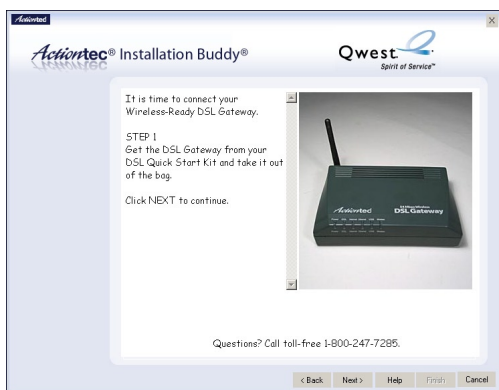 Actiontec
Actiontec® Installation Buddy®
Qwest.
Spirit of Service™
It is time to connect your
Wireless-Ready DSL Gateway.
STEP 1
Get the DSL Gateway from your
DSL Quick Start Kit and take it out
of the bag.
Click NEXT to continue.
Actiontec
DSL Gateway
Questions? Call toll-free 1-800-247-7285.
< Back Next > Help Finish Cancel